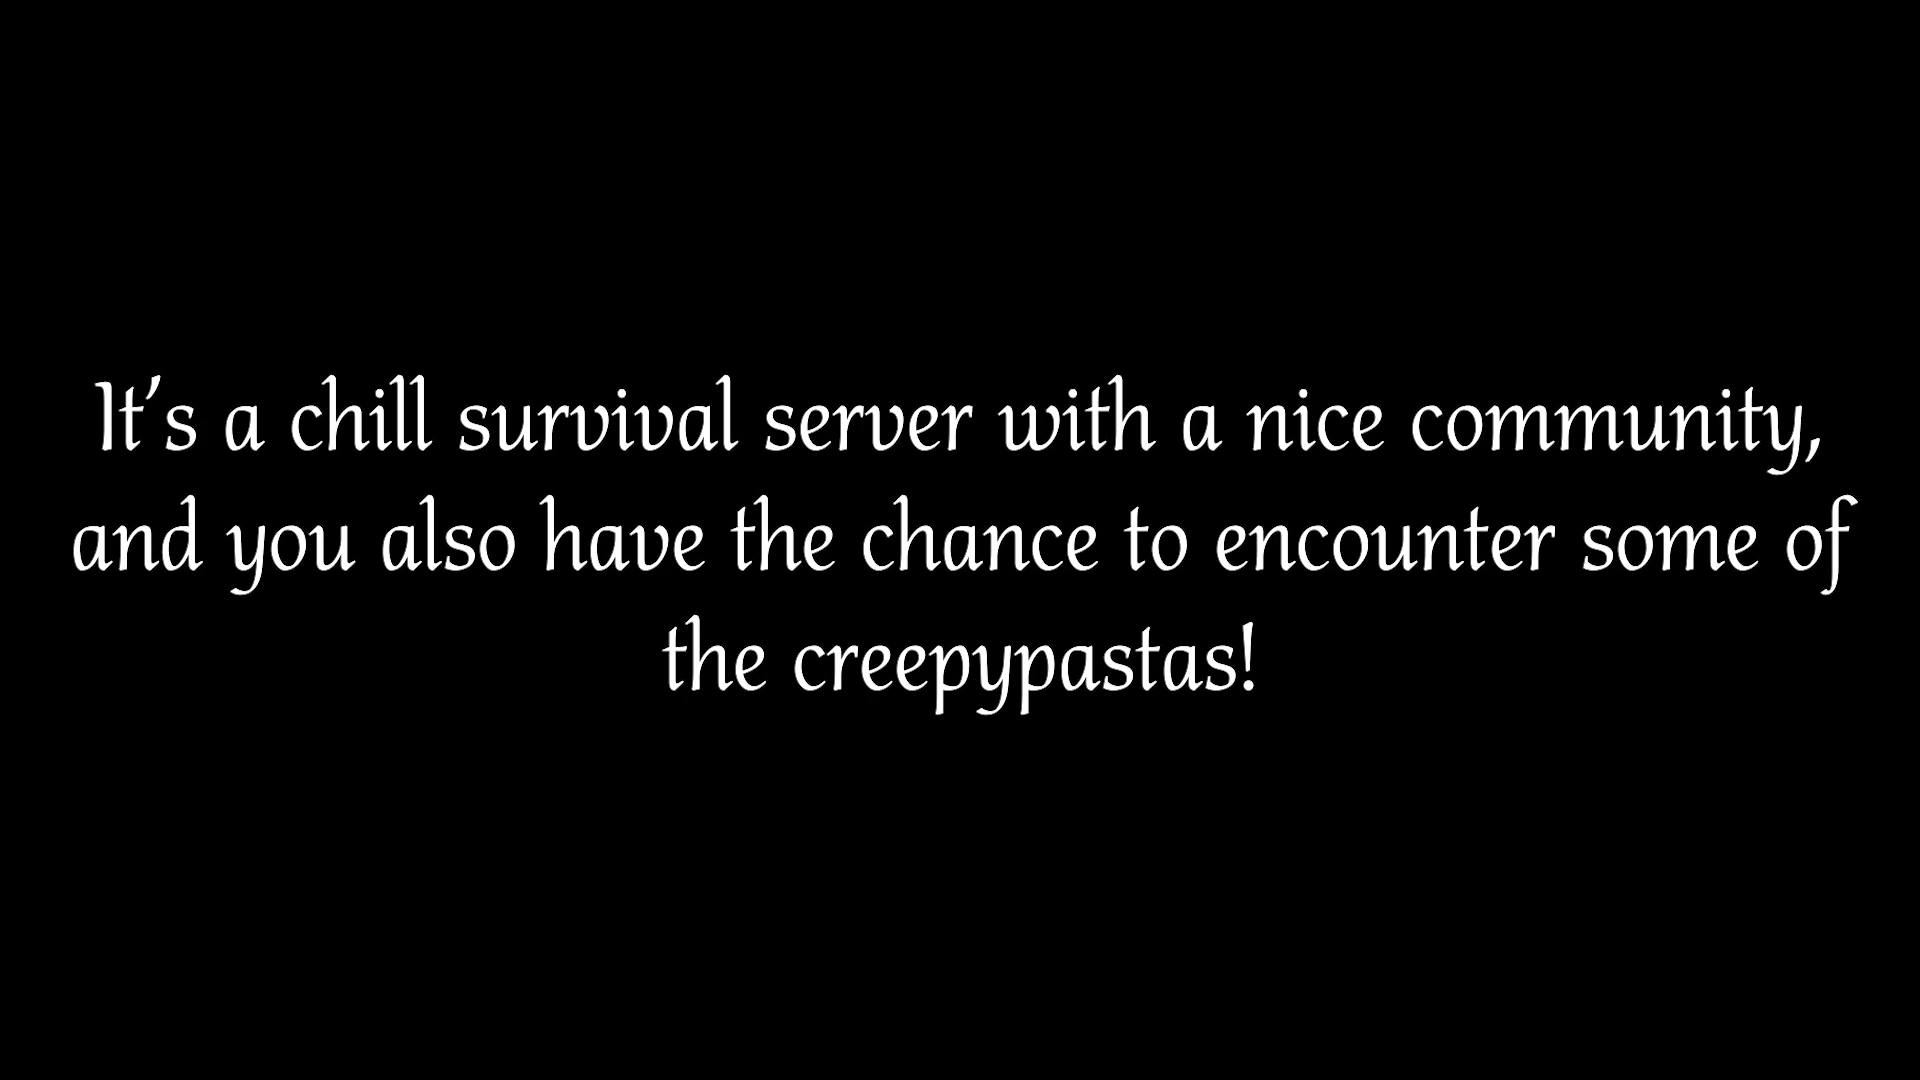 It's a chill survival server with a nice community,
and you also have the chance to encounter some of
the creepypastas!